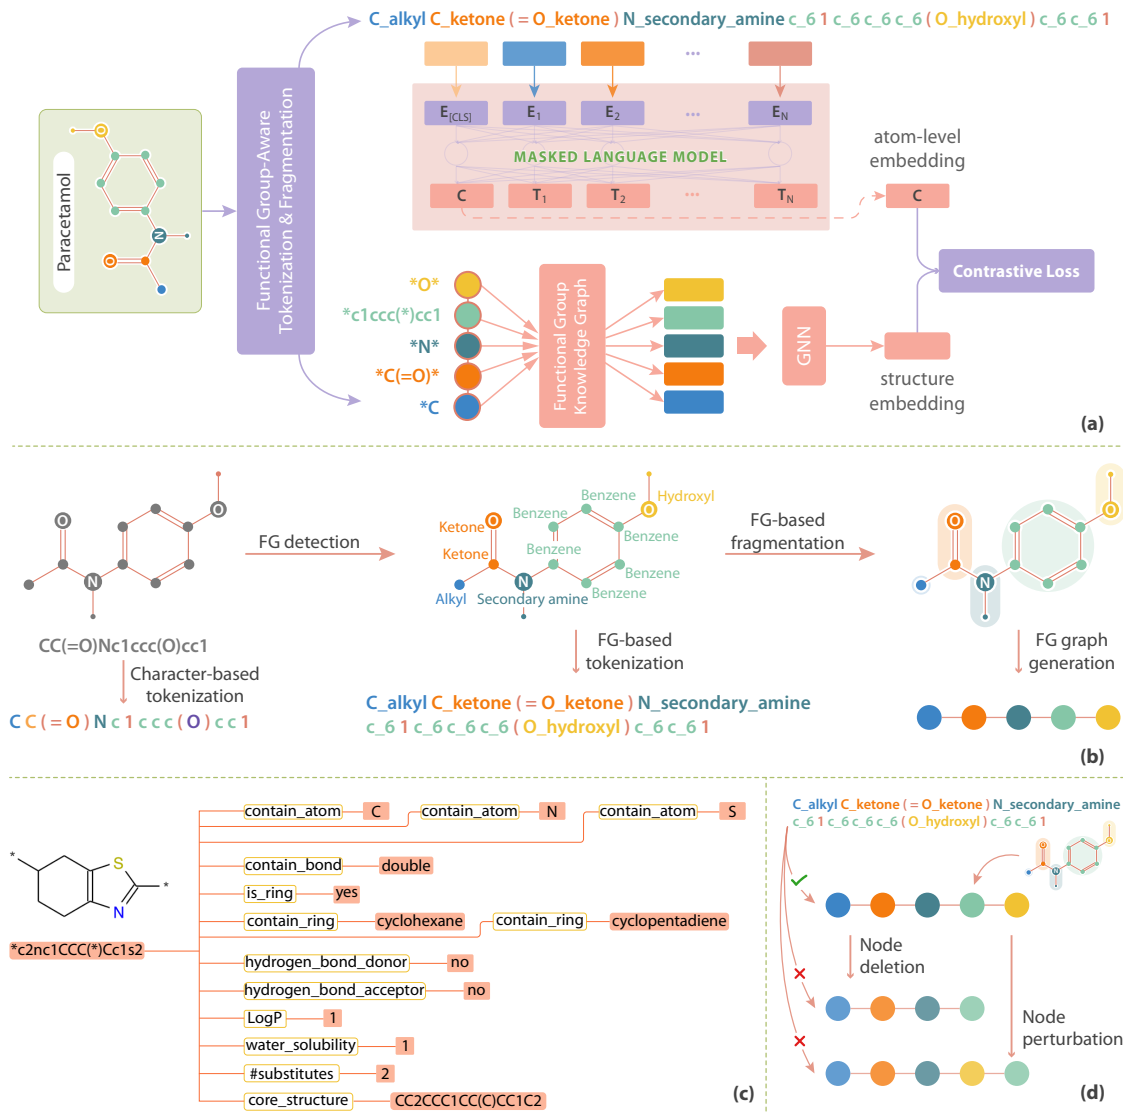 C_alkyl C_ketone ( = O_ketone ) N_secondary_amine c_6 1 c_6 c_6 c_6 ( O_hydroxyl ) c_6 c_6 1
Paracetamol
O
N
O
Functional Group-Aware
Tokenization & Fragmentation
E[CLS] E1 E2 ... EN
MASKED LANGUAGE MODEL
C T1 T2 ... TN
atom-level
embedding
C
Contrastive Loss
*O*
*c1ccc(*)cc1
*N*
*C(=O)*
*C
Functional Group
Knowledge Graph
GNN
structure
embedding
(a)
O
O
N
CC(=O)Nc1ccc(O)cc1
Character-based
tokenization
C C ( = O ) N c 1 c c c ( O ) c c 1
FG detection
Benzene
Hydroxyl
O
Ketone
O
Benzene
Benzene
Ketone
Benzene
Benzene
N
Alkyl
Secondary amine
Benzene
FG-based
tokenization
C_alkyl C_ketone ( = O_ketone ) N_secondary_amine
c_6 1 c_6 c_6 c_6 ( O_hydroxyl ) c_6 c_6 1
FG-based
fragmentation
O
O
N
FG graph
generation
(b)
* S
N *
*c2nc1CCC(*)Cc1s2
contain_atom C contain_atom N contain_atom S
contain_bond double
is_ring yes
contain_ring cyclohexane contain_ring cyclopentadiene
hydrogen_bond_donor no
hydrogen_bond_acceptor no
LogP 1
water_solubility 1
#substitutes 2
core_structure CC2CCC1CC(C)CC1C2
(c)
C_alkyl C_ketone ( = O_ketone ) N_secondary_amine
c_6 1 c_6 c_6 c_6 ( O_hydroxyl ) c_6 c_6 1
O
O
N
Node
deletion
Node
perturbation
(d)